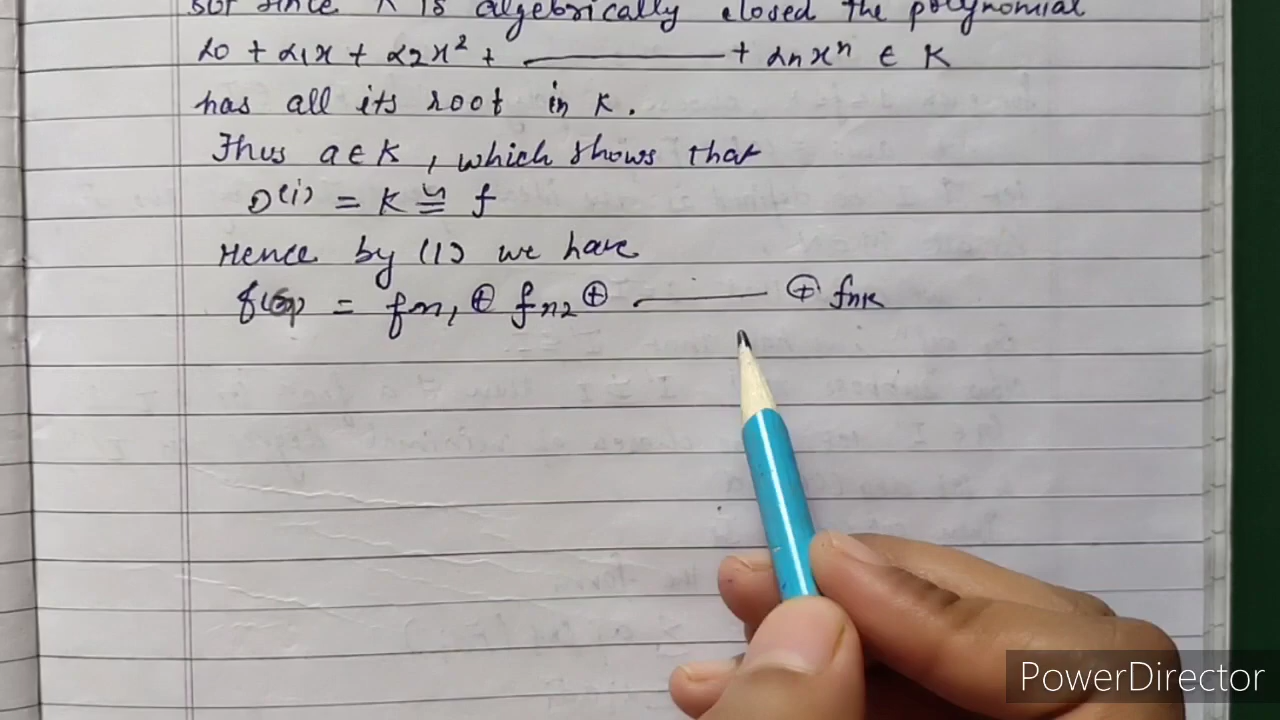 But since K is algebrically closed the polynomial
α0 + α1x + α2x² + ——— + αnxⁿ ∈ K
has all its root in K.
Thus a ∈ K, which shows that
D⁽ⁱ⁾ = K ≅ f
Hence by (1) we have
= fn₁ ⊕ fn₂ ⊕ ——— ⊕ fnk
PowerDirector